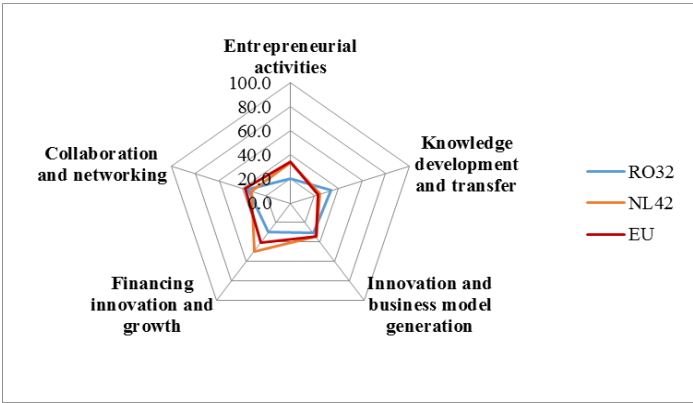 Entrepreneurial
activities
100.0
80.0
60.0
40.0
20.0
0.0
Collaboration
and networking
Knowledge
development
and transfer
Financing
innovation and
growth
Innovation and
business model
generation
RO32
NL42
EU